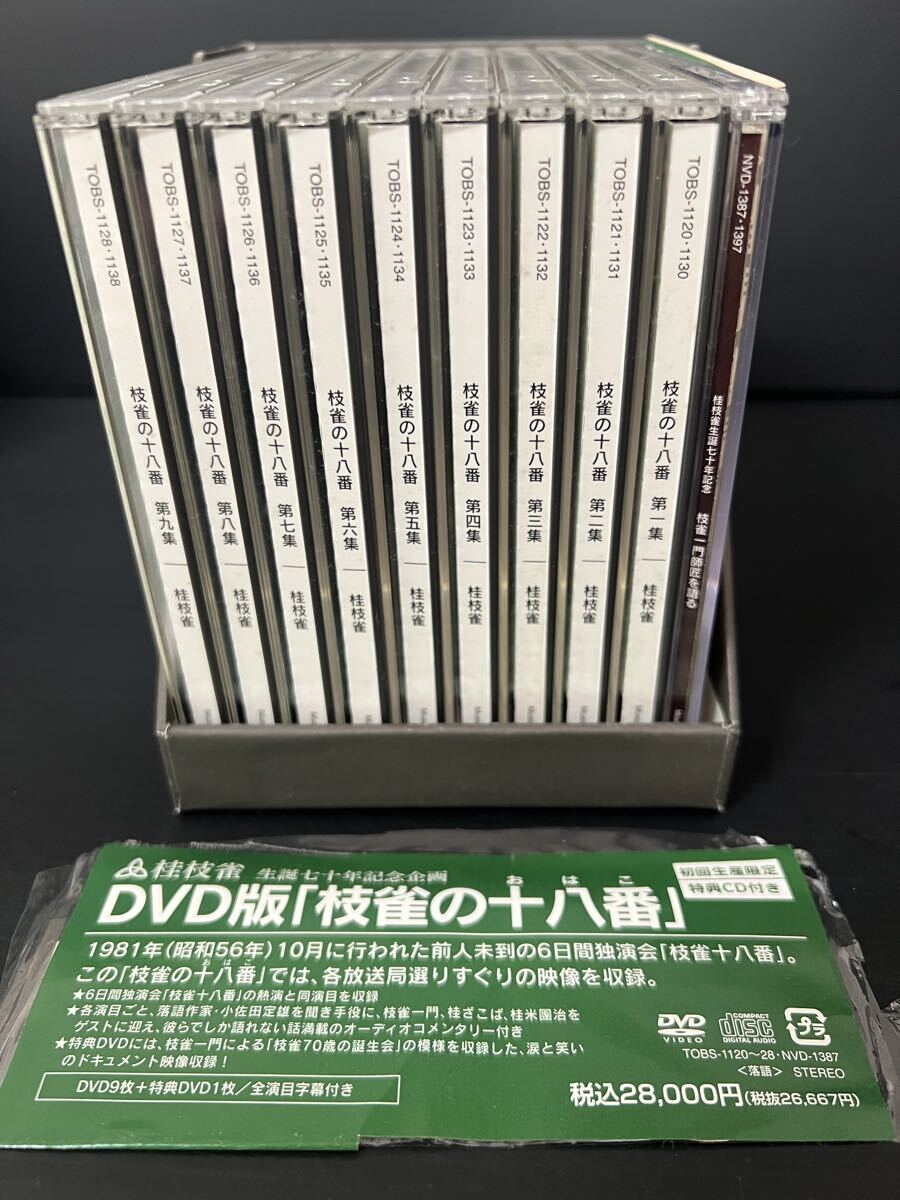 TOBS-1128・1138 枝雀の十八番 第九集 桂枝雀
TOBS-1127・1137 枝雀の十八番 第八集 桂枝雀
TOBS-1126・1136 枝雀の十八番 第七集 桂枝雀
TOBS-1125・1135 枝雀の十八番 第六集 桂枝雀
TOBS-1124・1134 枝雀の十八番 第五集 桂枝雀
TOBS-1123・1133 枝雀の十八番 第四集 桂枝雀
TOBS-1122・1132 枝雀の十八番 第三集 桂枝雀
TOBS-1121・1131 枝雀の十八番 第二集 桂枝雀
TOBS-1120・1130 枝雀の十八番 第一集 桂枝雀
NVD-1387・1397 桂枝雀生誕七十年記念 枝雀一門師匠を語る
桂枝雀 生誕七十年記念企画
初回生産限定
特典CD付き
おはこ
DVD版「枝雀の十八番」
1981年(昭和56年)10月に行われた前人未到の6日間独演会「枝雀十八番」。
おはこ
この「枝雀の十八番」では、各放送局選りすぐりの映像を収録。
★6日間独演会「枝雀十八番」の熱演と同演目を収録
★各演目ごと、落語作家・小佐田定雄を聞き手役に、枝雀一門、桂ざこば、桂米團治を
ゲストに迎え、彼らでしか語れない話満載のオーディオコメンタリー付き
★特典DVDには、枝雀一門による「枝雀70歳の誕生会」の模様を収録した、涙と笑い
のドキュメント映像収録!
DVD9枚+特典DVD1枚/全演目字幕付き
DVD VIDEO
COMPACT disc DIGITAL AUDIO
プラ
TOBS-1120〜28・NVD-1387
<落語> STEREO
税込28,000円(税抜26,667円)